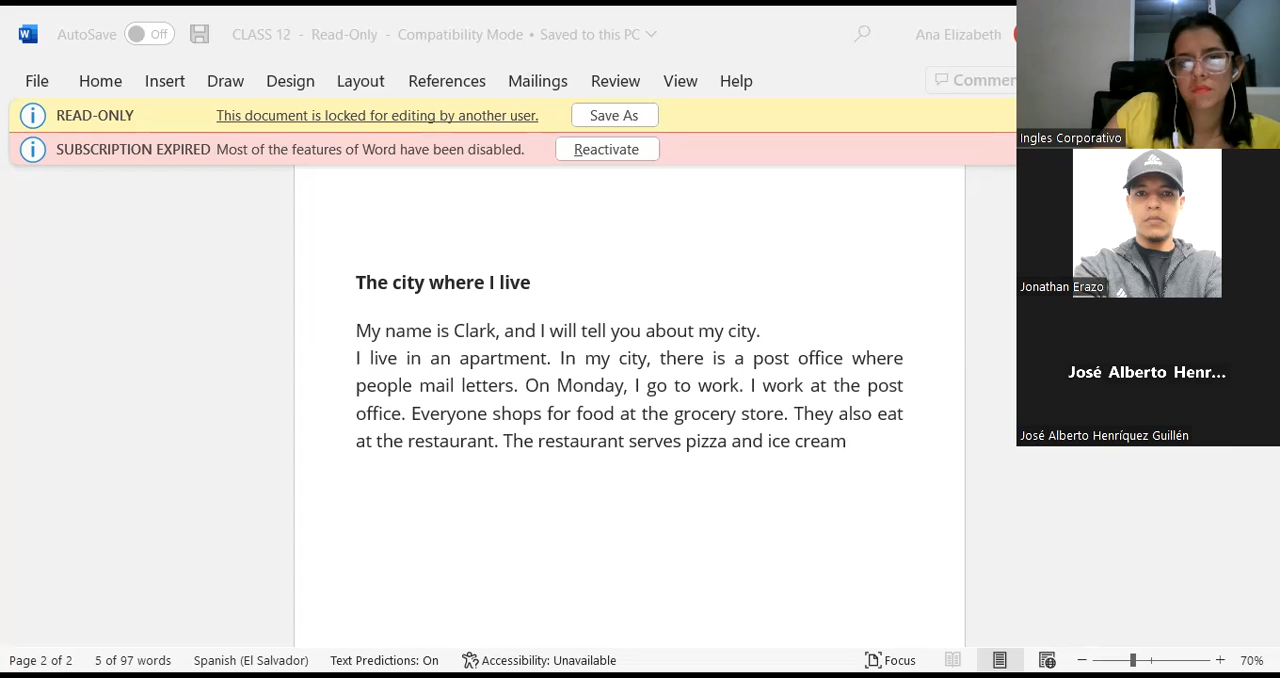 AutoSave Off CLASS 12 - Read-Only - Compatibility Mode • Saved to this PC Ana Elizabeth
File Home Insert Draw Design Layout References Mailings Review View Help Commen
READ-ONLY This document is locked for editing by another user. Save As
SUBSCRIPTION EXPIRED Most of the features of Word have been disabled. Reactivate
The city where I live
My name is Clark, and I will tell you about my city.
I live in an apartment. In my city, there is a post office where
people mail letters. On Monday, I go to work. I work at the post
office. Everyone shops for food at the grocery store. They also eat
at the restaurant. The restaurant serves pizza and ice cream
Ingles Corporativo
Jonathan Erazo
José Alberto Henr...
José Alberto Henríquez Guillén
Page 2 of 2 5 of 97 words Spanish (El Salvador) Text Predictions: On Accessibility: Unavailable Focus 70%